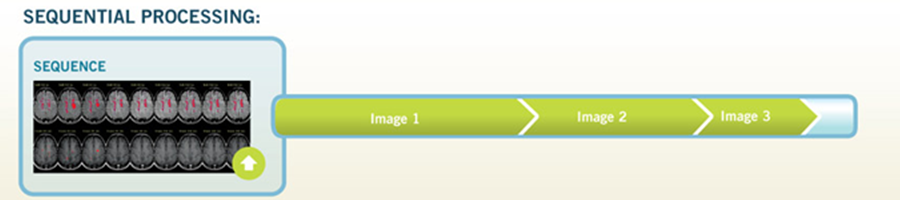 SEQUENTIAL PROCESSING:
SEQUENCE
Image 1
Image 2
Image 3